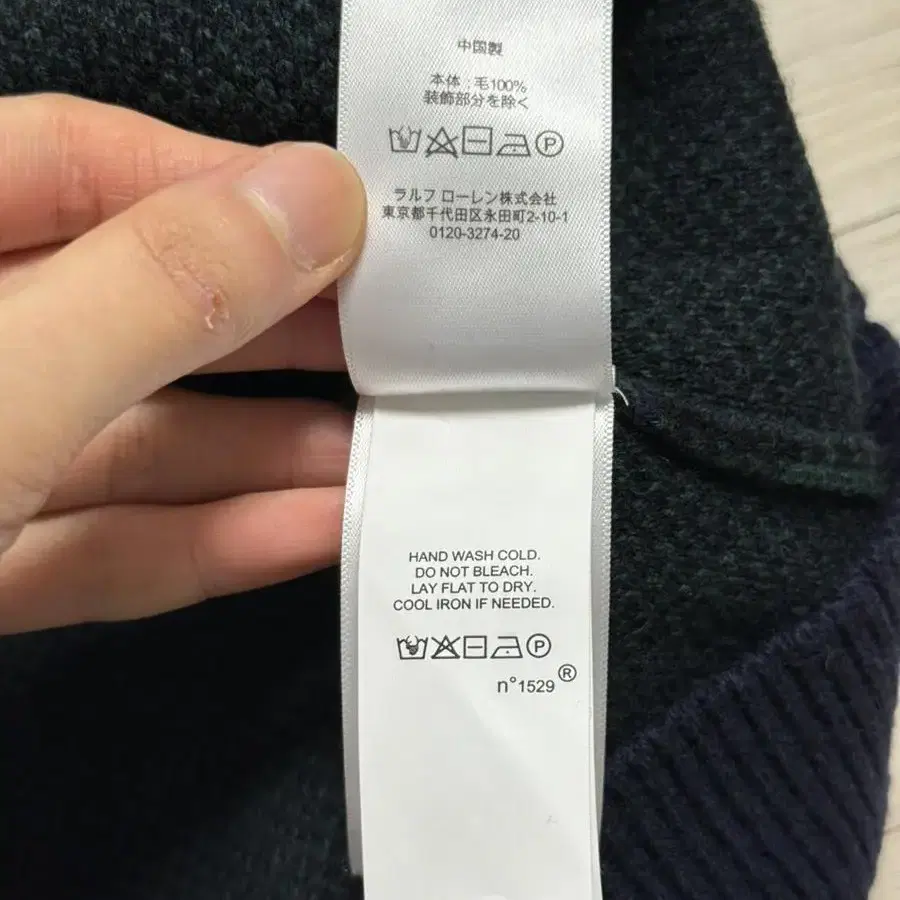 中国製
本体 : 毛100%
装飾部分を除く
P
ラルフ ローレン株式会社
東京都千代田区永田町2-10-1
0120-3274-20
HAND WASH COLD.
DO NOT BLEACH.
LAY FLAT TO DRY.
COOL IRON IF NEEDED.
P
n°1529®